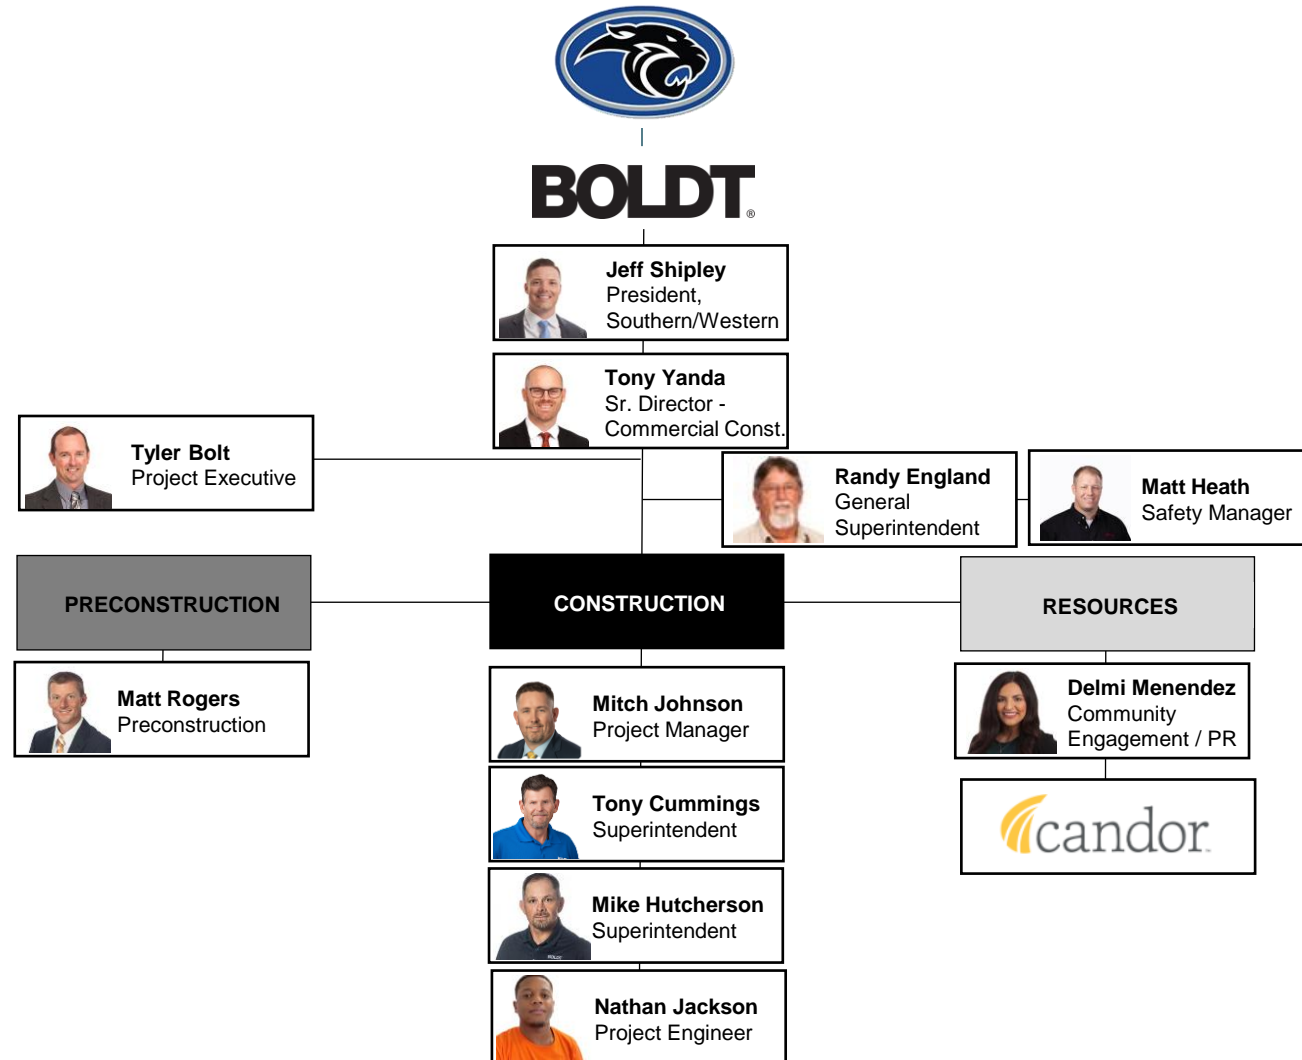 BOLDT®
Jeff Shipley
President,
Southern/Western
Tony Yanda
Sr. Director -
Commercial Const.
Tyler Bolt
Project Executive
Randy England
General
Superintendent
Matt Heath
Safety Manager
PRECONSTRUCTION
CONSTRUCTION
RESOURCES
Matt Rogers
Preconstruction
Mitch Johnson
Project Manager
Tony Cummings
Superintendent
Mike Hutcherson
Superintendent
BOLDT
Nathan Jackson
Project Engineer
Delmi Menendez
Community
Engagement / PR
candor